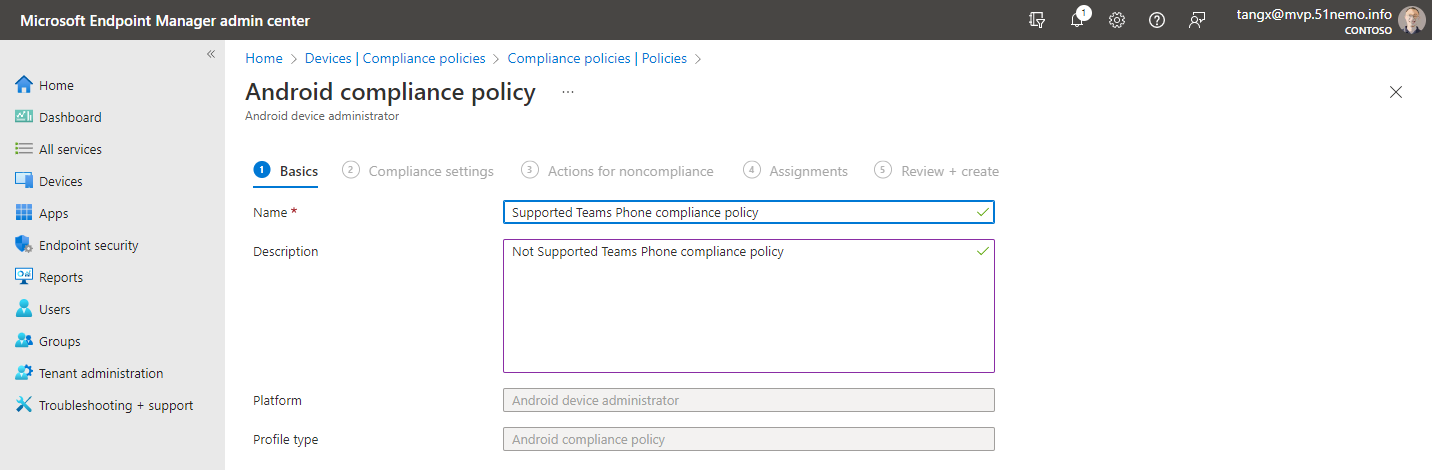 Microsoft Endpoint Manager admin center
1
tangx@mvp.51nemo.info
CONTOSO
«
Home
Dashboard
All services
Devices
Apps
Endpoint security
Reports
Users
Groups
Tenant administration
Troubleshooting + support
Home > Devices | Compliance policies > Compliance policies | Policies >
Android compliance policy ...
Android device administrator
1 Basics 2 Compliance settings 3 Actions for noncompliance 4 Assignments 5 Review + create
Name * Supported Teams Phone compliance policy
Description Not Supported Teams Phone compliance policy
Platform Android device administrator
Profile type Android compliance policy